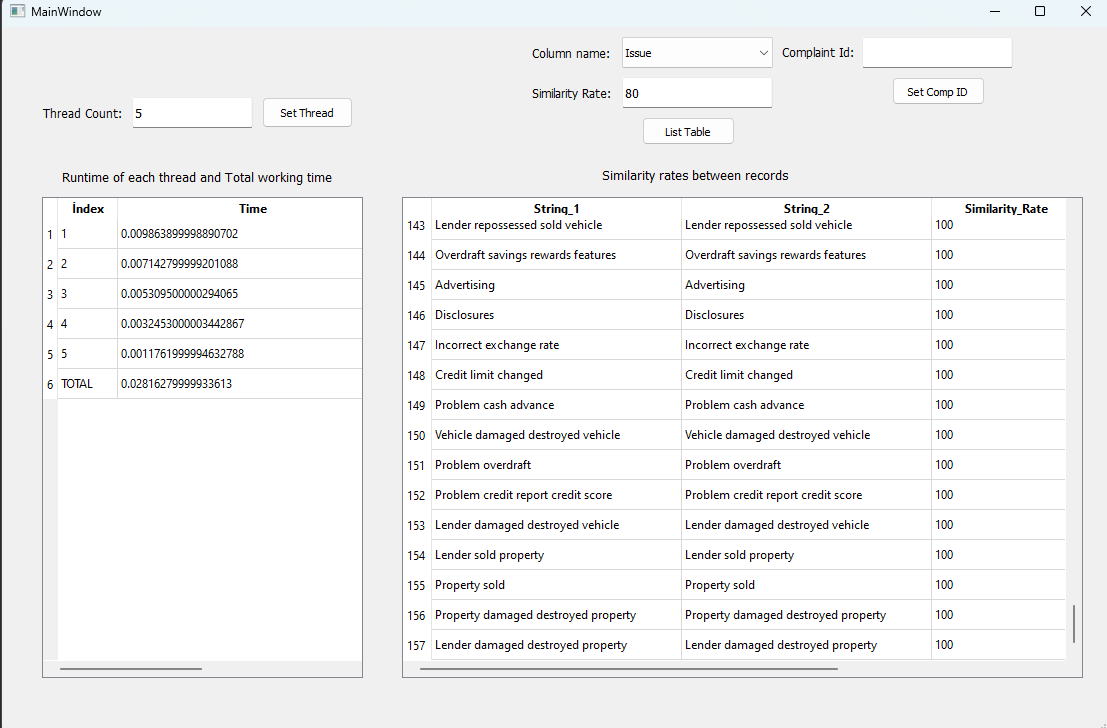 MainWindow
Column name: Issue Complaint Id:
Similarity Rate: 80 Set Comp ID
Thread Count: 5 Set Thread
List Table
Runtime of each thread and Total working time
İndex Time
1 1 0.009863899998890702
2 2 0.007142799999201088
3 3 0.005309500000294065
4 4 0.0032453000003442867
5 5 0.0011761999994632788
6 TOTAL 0.02816279999933613
Similarity rates between records
String_1 String_2 Similarity_Rate
143 Lender repossessed sold vehicle Lender repossessed sold vehicle 100
144 Overdraft savings rewards features Overdraft savings rewards features 100
145 Advertising Advertising 100
146 Disclosures Disclosures 100
147 Incorrect exchange rate Incorrect exchange rate 100
148 Credit limit changed Credit limit changed 100
149 Problem cash advance Problem cash advance 100
150 Vehicle damaged destroyed vehicle Vehicle damaged destroyed vehicle 100
151 Problem overdraft Problem overdraft 100
152 Problem credit report credit score Problem credit report credit score 100
153 Lender damaged destroyed vehicle Lender damaged destroyed vehicle 100
154 Lender sold property Lender sold property 100
155 Property sold Property sold 100
156 Property damaged destroyed property Property damaged destroyed property 100
157 Lender damaged destroyed property Lender damaged destroyed property 100